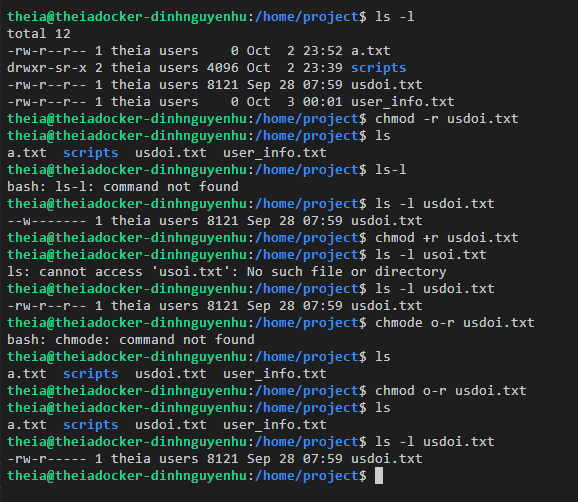 theia@theiadocker-dinhnguyenhu:/home/project$ ls -l
total 12
-rw-r--r-- 1 theia users    0 Oct  2 23:52 a.txt
drwxr-sr-x 2 theia users 4096 Oct  2 23:39 scripts
-rw-r--r-- 1 theia users 8121 Sep 28 07:59 usdoi.txt
-rw-r--r-- 1 theia users    0 Oct  3 00:01 user_info.txt
theia@theiadocker-dinhnguyenhu:/home/project$ chmod -r usdoi.txt
theia@theiadocker-dinhnguyenhu:/home/project$ ls
a.txt  scripts  usdoi.txt  user_info.txt
theia@theiadocker-dinhnguyenhu:/home/project$ ls-l
bash: ls-l: command not found
theia@theiadocker-dinhnguyenhu:/home/project$ ls -l usdoi.txt
--w------- 1 theia users 8121 Sep 28 07:59 usdoi.txt
theia@theiadocker-dinhnguyenhu:/home/project$ chmod +r usdoi.txt
theia@theiadocker-dinhnguyenhu:/home/project$ ls -l usoi.txt
ls: cannot access 'usoi.txt': No such file or directory
theia@theiadocker-dinhnguyenhu:/home/project$ ls -l usdoi.txt
-rw-r--r-- 1 theia users 8121 Sep 28 07:59 usdoi.txt
theia@theiadocker-dinhnguyenhu:/home/project$ chmode o-r usdoi.txt
bash: chmode: command not found
theia@theiadocker-dinhnguyenhu:/home/project$ ls
a.txt  scripts  usdoi.txt  user_info.txt
theia@theiadocker-dinhnguyenhu:/home/project$ chmod o-r usdoi.txt
theia@theiadocker-dinhnguyenhu:/home/project$ ls
a.txt  scripts  usdoi.txt  user_info.txt
theia@theiadocker-dinhnguyenhu:/home/project$ ls -l usdoi.txt
-rw-r----- 1 theia users 8121 Sep 28 07:59 usdoi.txt
theia@theiadocker-dinhnguyenhu:/home/project$